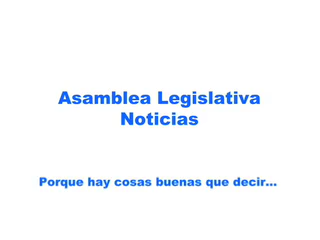 Asamblea Legislativa
Noticias
Porque hay cosas buenas que decir...